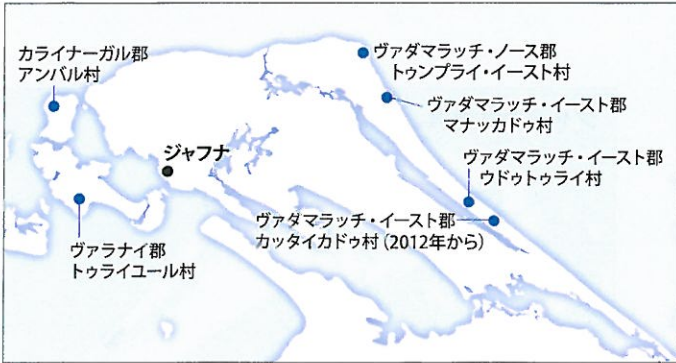 カライナーガル郡
アンバル村
ヴァダマラッチ・ノース郡
トゥンプライ・イースト村
ヴァダマラッチ・イースト郡
マナッカドゥ村
ジャフナ
ヴァダマラッチ・イースト郡
ウドゥトゥライ村
ヴァダマラッチ・イースト郡
カッタイカドゥ村（2012年から）
ヴァラナイ郡
トゥライユール村